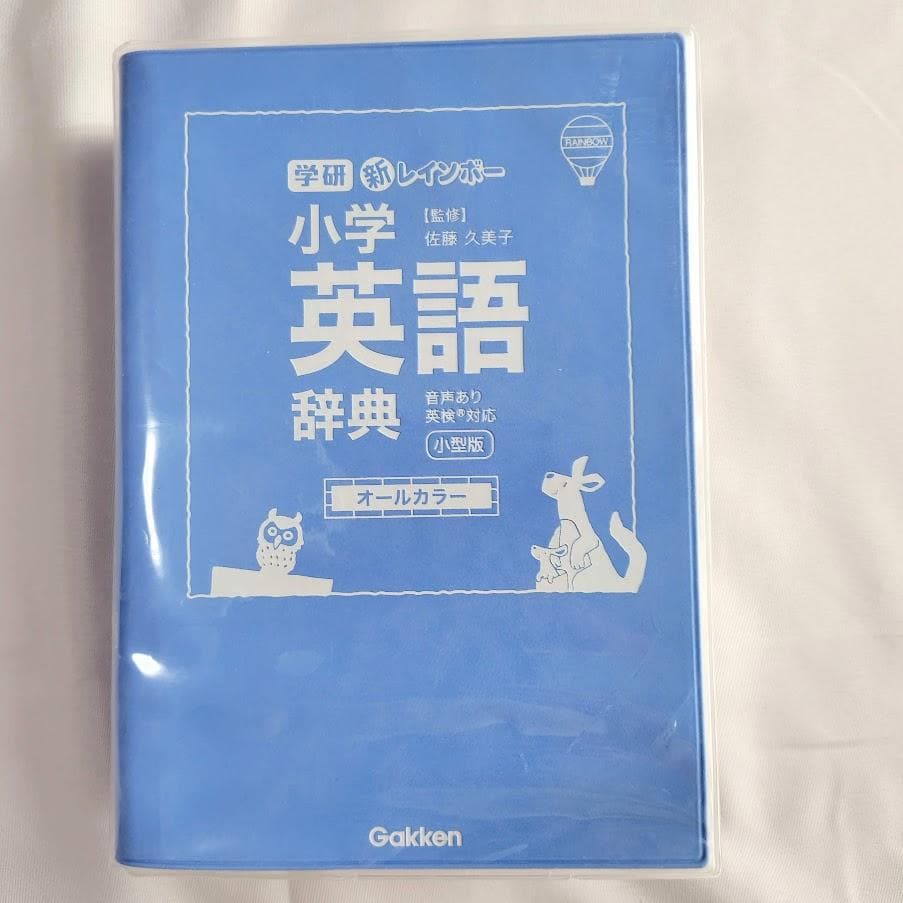 RAINBOW
学研 新レインボー
小学
【監修】
佐藤 久美子
英語
辞典
音声あり
英検®対応
小型版
オールカラー
Gakken